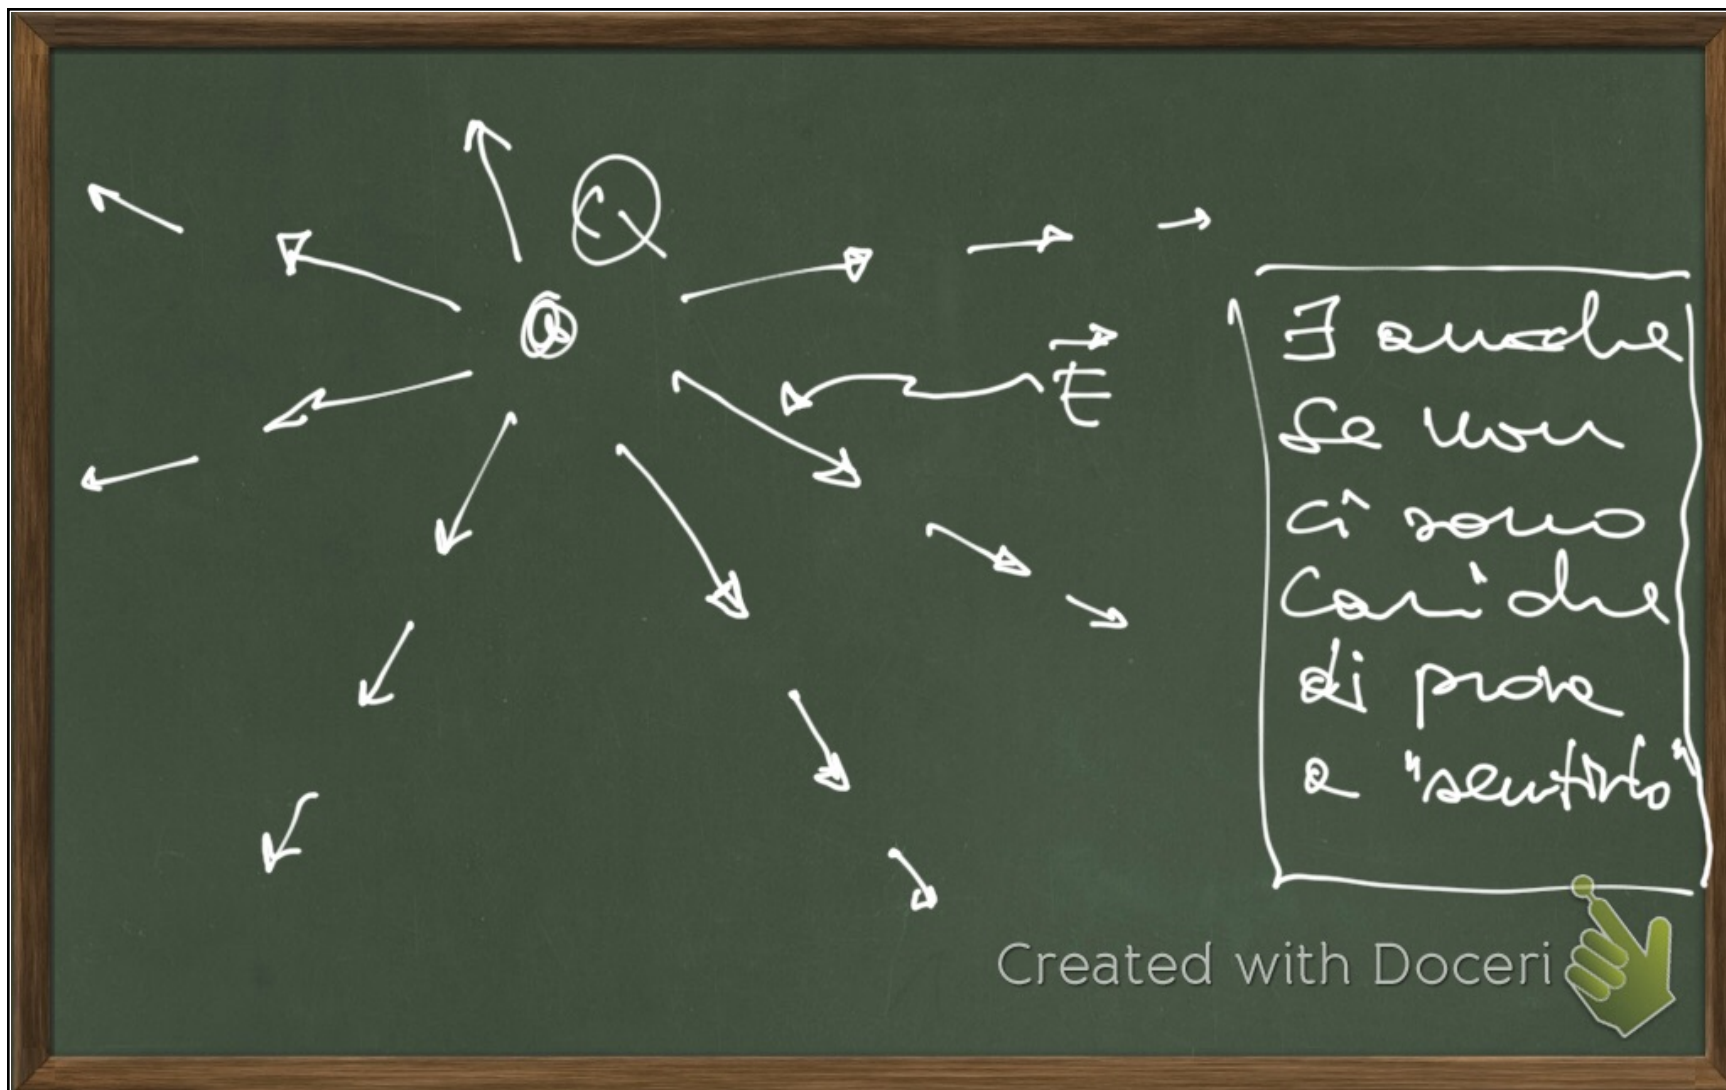 Q
E
∃ anche
se non
ci sono
cariche
di prova
a "sentirlo"
Created with Doceri